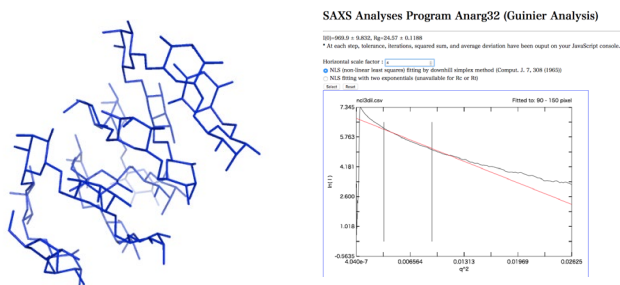 SAXS Analyses Program Anarg32 (Guinier Analysis)
I(0)=969.9 ± 9.832, Rg=24.57 ± 0.1188
* At each step, tolerance, iterations, squared sum, and average deviation have been ouput on your JavaScript console.
Horizontal scale factor :
NLS (non-linear least squares) fitting by downhill simplex method (Comput. J. 7, 308 (1965))
NLS fitting with two exponentials (unavailable for Rc or Rt)
Select Reset
Fitted to: 90 - 150 pixel
7.345
5.763
4.181
ln( I )
2.600
1.018
-0.5635
4.040e-7 0.006564 0.01313 0.01969 0.02625
q^2